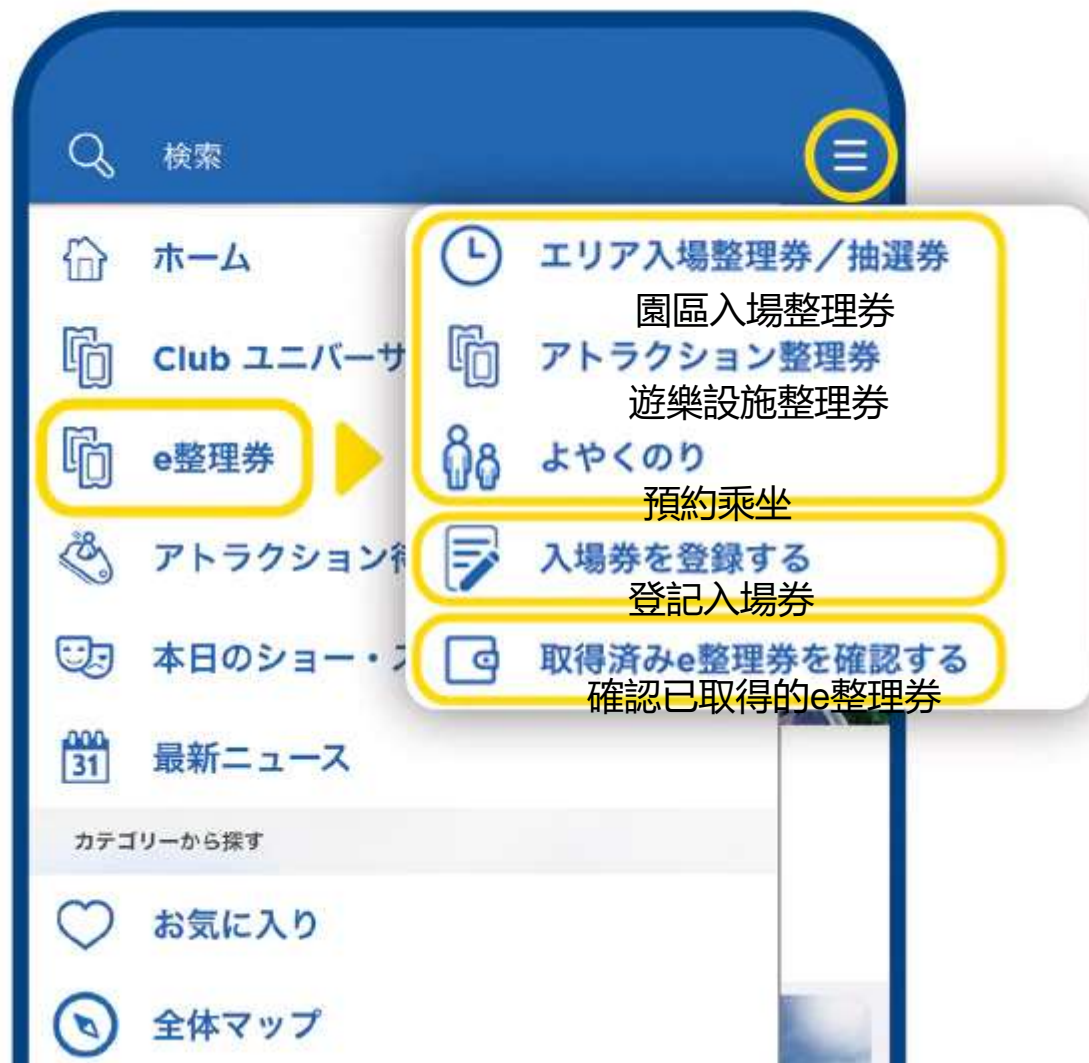 検索
ホーム
Club ユニバーサ
e整理券
アトラクション
本日のショー・
最新ニュース
31
カテゴリーから探す
お気に入り
全体マップ
エリア入場整理券／抽選券
園區入場整理券
アトラクション整理券
遊樂設施整理券
よやくのり
預約乘坐
入場券を登録する
登記入場券
取得済みe整理券を確認する
確認已取得的e整理券